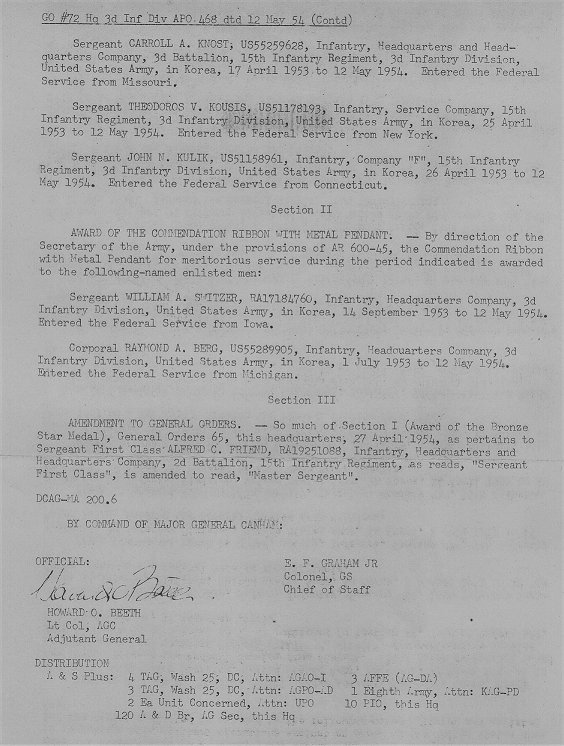 GO #72 Hq 3d Inf Div APO 468 dtd 12 May 54 (Contd)
Sergeant CARROLL A. KNOST, US55259628, Infantry, Headquarters and Head-
quarters Company, 3d Battalion, 15th Infantry Regiment, 3d Infantry Division,
United States Army, in Korea, 17 April 1953 to 12 May 1954. Entered the Federal
Service from Missouri.
Sergeant THEODOROS V. KOUSIS, US51178193, Infantry, Service Company, 15th
Infantry Regiment, 3d Infantry Division, United States Army, in Korea, 25 April
1953 to 12 May 1954. Entered the Federal Service from New York.
Sergeant JOHN N. KULIK, US51158961, Infantry, Company "F", 15th Infantry
Regiment, 3d Infantry Division, United States Army, in Korea, 26 April 1953 to 12
May 1954. Entered the Federal Service from Connecticut.
Section II
AWARD OF THE COMMENDATION RIBBON WITH METAL PENDANT. -- By direction of the
Secretary of the Army, under the provisions of AR 600-45, the Commendation Ribbon
with Metal Pendant for meritorious service during the period indicated is awarded
to the following-named enlisted men:
Sergeant WILLIAM A. SWITZER, RA17184760, Infantry, Headquarters Company, 3d
Infantry Division, United States Army, in Korea, 14 September 1953 to 12 May 1954.
Entered the Federal Service from Iowa.
Corporal RAYMOND A. BERG, US55289905, Infantry, Headquarters Company, 3d
Infantry Division, United States Army, in Korea, 1 July 1953 to 12 May 1954.
Entered the Federal Service from Michigan.
Section III
AMENDMENT TO GENERAL ORDERS. -- So much of Section I (Award of the Bronze
Star Medal), General Orders 65, this headquarters, 27 April 1954, as pertains to
Sergeant First Class ALFRED C. FRIEND, RA19251088, Infantry, Headquarters and
Headquarters Company, 2d Battalion, 15th Infantry Regiment, as reads, "Sergeant
First Class", is amended to read, "Master Sergeant".
DCAG-MA 200.6
BY COMMAND OF MAJOR GENERAL CANHAM:
OFFICIAL:
E. F. GRAHAM JR
Colonel, GS
Chief of Staff
HOWARD O. BEETH
Lt Col, AGC
Adjutant General
DISTRIBUTION
A & S Plus: 4 TAG, Wash 25, DC, Attn: AGAO-I 3 AFFE (AG-DA)
3 TAG, Wash 25, DC, Attn: AGPO-AD 1 Eighth Army, Attn: KAG-PD
2 Ea Unit Concerned, Attn: UPO 10 PIO, this Hq
120 A & D Br, AG Sec, this Hq